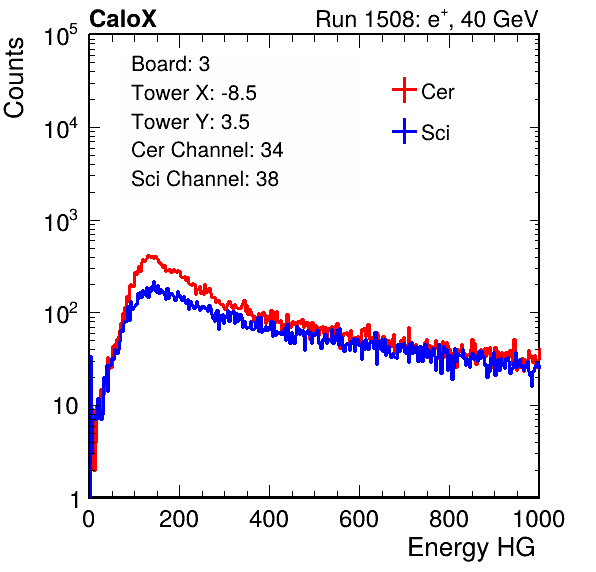 CaloX Run 1508: e⁺, 40 GeV
Counts
10⁵
10⁴
10³
10²
10
1
Board: 3
Tower X: -8.5
Tower Y: 3.5
Cer Channel: 34
Sci Channel: 38
Cer
Sci
0 200 400 600 800 1000
Energy HG